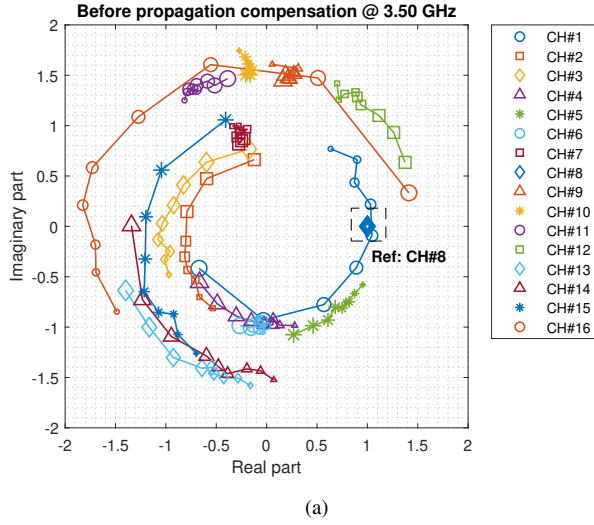 Before propagation compensation @ 3.50 GHz
Imaginary part
2
1.5
1
0.5
0
-0.5
-1
-1.5
-2
-2 -1.5 -1 -0.5 0 0.5 1 1.5 2
Real part
Ref: CH#8
CH#1
CH#2
CH#3
CH#4
CH#5
CH#6
CH#7
CH#8
CH#9
CH#10
CH#11
CH#12
CH#13
CH#14
CH#15
CH#16
(a)